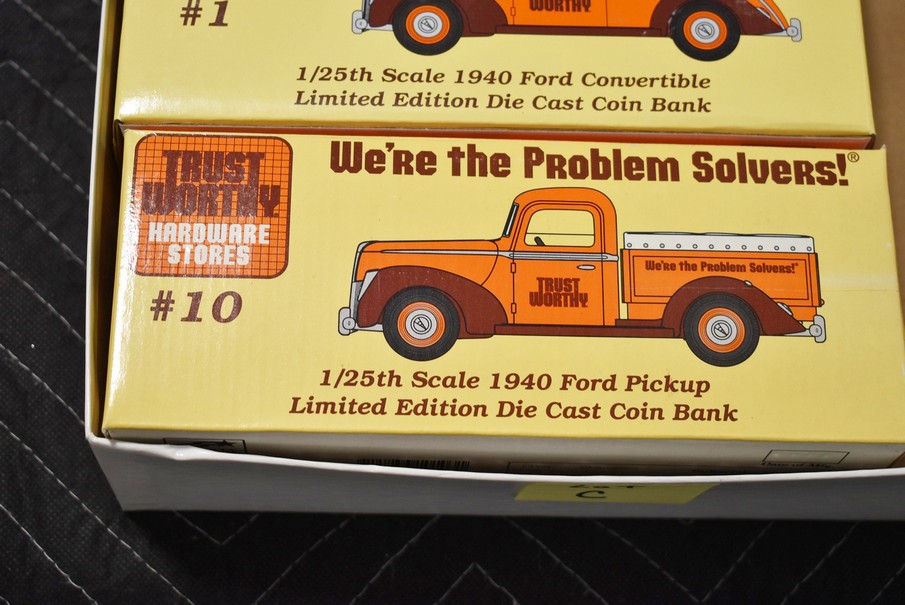 #1
WORTHY
1/25th Scale 1940 Ford Convertible
Limited Edition Die Cast Coin Bank
TRUST
WORTHY
HARDWARE
STORES
#10
We're the Problem Solvers!®
We're the Problem Solvers!®
TRUST
WORTHY
1/25th Scale 1940 Ford Pickup
Limited Edition Die Cast Coin Bank
C